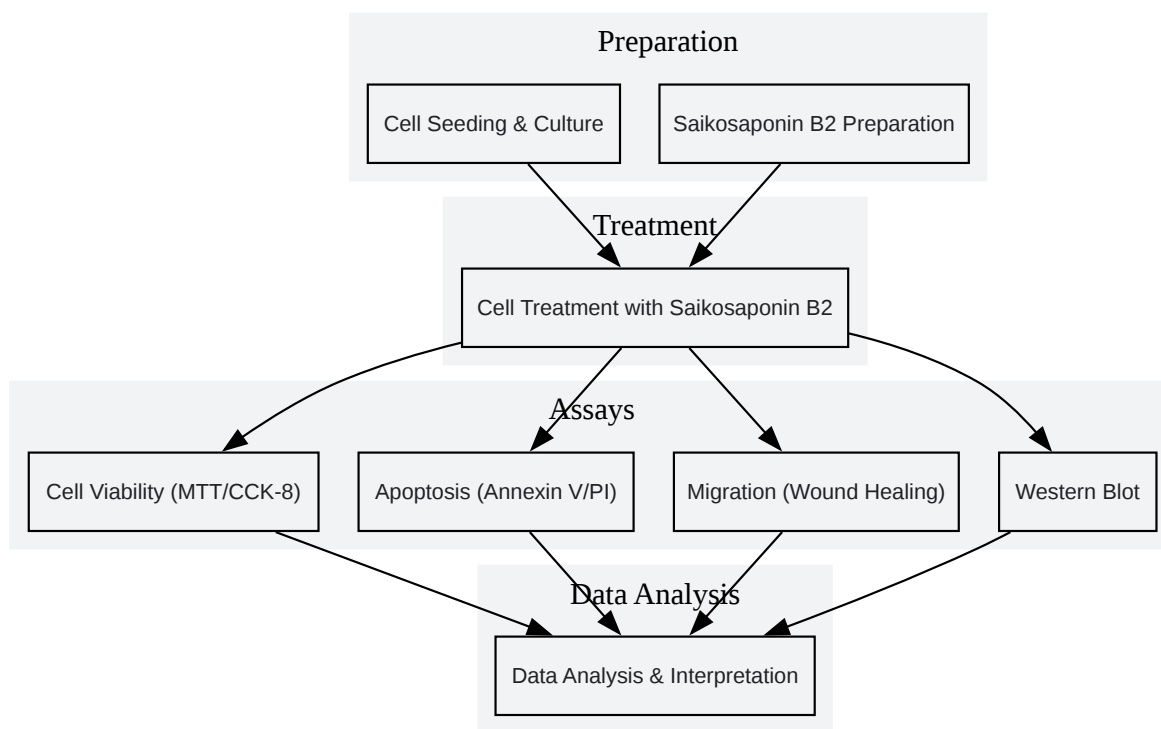 Preparation
Cell Seeding & Culture
Saikosaponin B2 Preparation
Treatment
Cell Treatment with Saikosaponin B2
Assays
Cell Viability (MTT/CCK-8)
Apoptosis (Annexin V/PI)
Migration (Wound Healing)
Western Blot
Data Analysis
Data Analysis & Interpretation